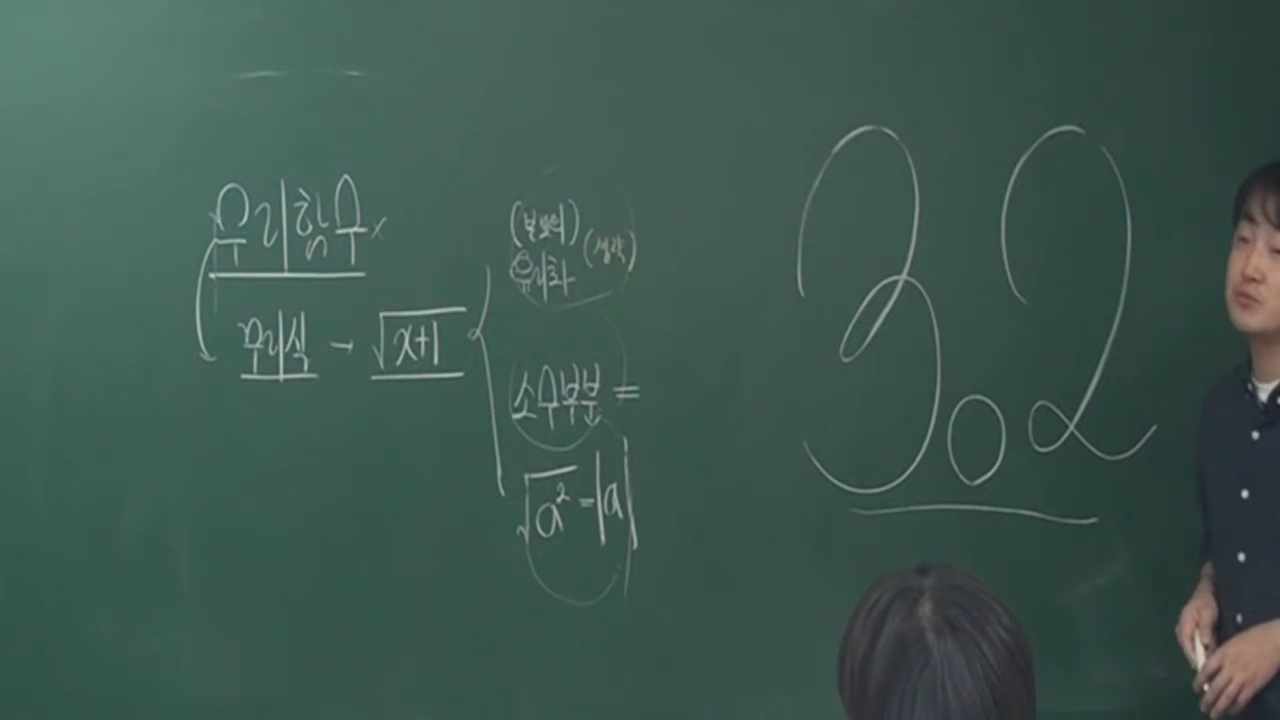 무리함수
무리식 → √x+1
(분모의)
유리화 (생략)
소수부분 =
√a² = |a|
3.2